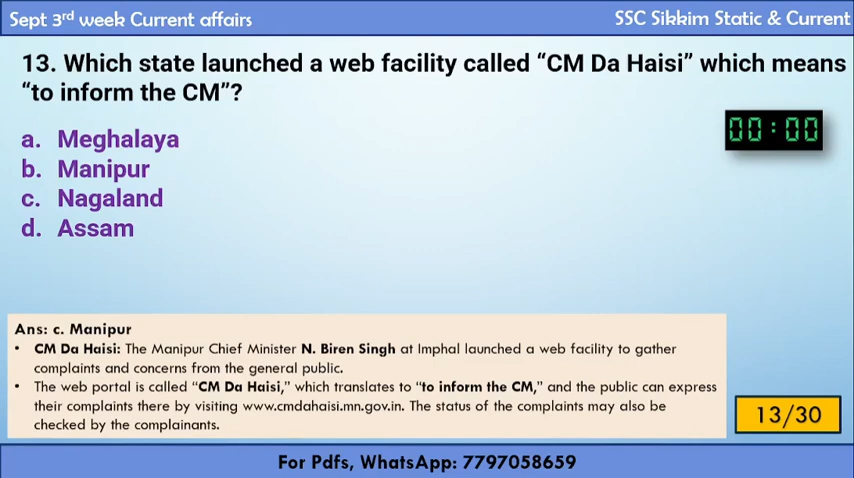 Sept 3rd week Current affairs
SSC Sikkim Static & Current
13. Which state launched a web facility called “CM Da Haisi” which means
“to inform the CM”?
00:00
a. Meghalaya
b. Manipur
c. Nagaland
d. Assam
Ans: c. Manipur
• CM Da Haisi: The Manipur Chief Minister N. Biren Singh at Imphal launched a web facility to gather
complaints and concerns from the general public.
• The web portal is called “CM Da Haisi,” which translates to “to inform the CM,” and the public can express
their complaints there by visiting www.cmdahaisi.mn.gov.in. The status of the complaints may also be
checked by the complainants.
13/30
For Pdfs, WhatsApp: 7797058659